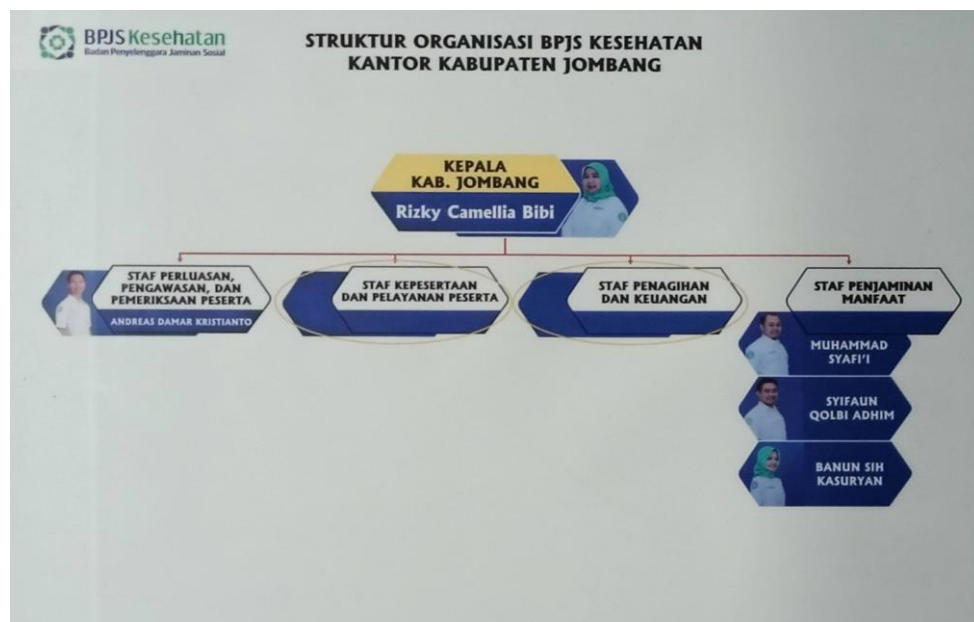 BPJS Kesehatan
Badan Penyelenggara Jaminan Sosial
STRUKTUR ORGANISASI BPJS KESEHATAN
KANTOR KABUPATEN JOMBANG
KEPALA
KAB. JOMBANG
Rizky Camellia Bibi
STAF PERLUASAN,
PENGAWASAN, DAN
PEMERIKSAAN PESERTA
ANDREAS DAMAR KRISTIANTO
STAF KEPESERTAAN
DAN PELAYANAN PESERTA
STAF PENAGIHAN
DAN KEUANGAN
STAF PENJAMINAN
MANFAAT
MUHAMMAD
SYAFI'I
SYIFAUN
QOLBI ADHIM
BANUN SIH
KASURYAN